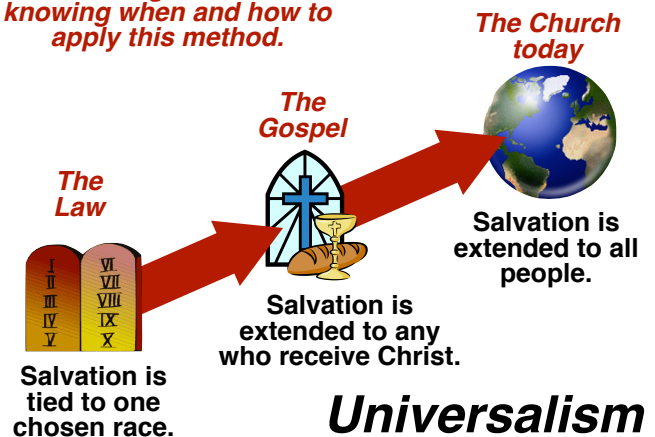 knowing when and how to
apply this method.
The Church
today
The
Gospel
The
Law
I
II
III
IV
V
VI
VII
VIII
IX
X
Salvation is
extended to all
people.
Salvation is
extended to any
who receive Christ.
Salvation is
tied to one
chosen race.
Universalism